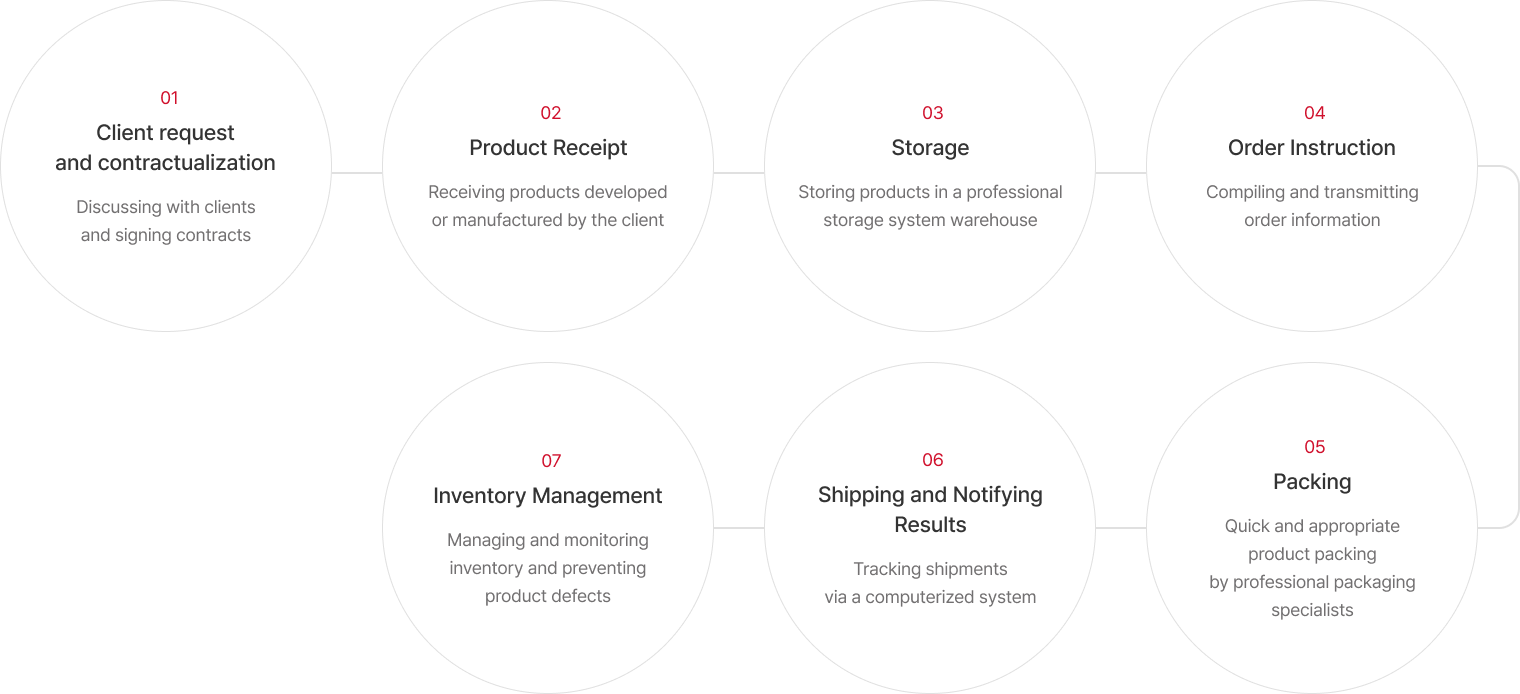 01
Client request
and contractualization
Discussing with clients
and signing contracts
02
Product Receipt
Receiving products developed
or manufactured by the client
03
Storage
Storing products in a professional
storage system warehouse
04
Order Instruction
Compiling and transmitting
order information
05
Packing
Quick and appropriate
product packing
by professional packaging
specialists
06
Shipping and Notifying
Results
Tracking shipments
via a computerized system
07
Inventory Management
Managing and monitoring
inventory and preventing
product defects